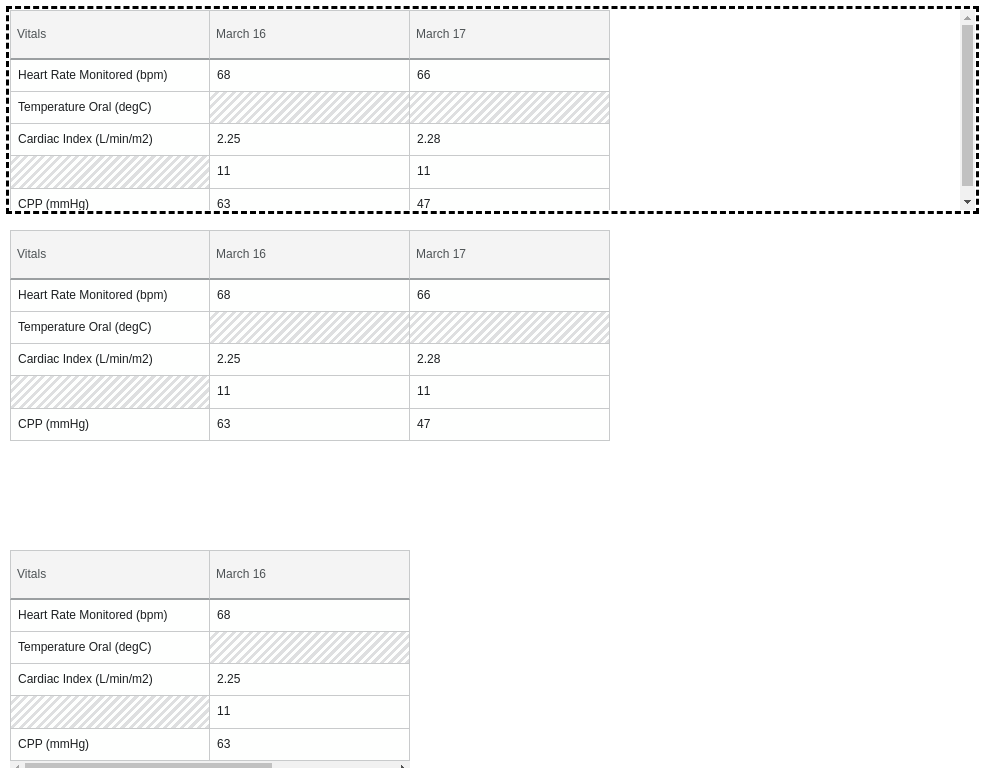 Vitals March 16 March 17
Heart Rate Monitored (bpm) 68 66
Temperature Oral (degC)
Cardiac Index (L/min/m2) 2.25 2.28
11 11
CPP (mmHg) 63 47
Vitals March 16 March 17
Heart Rate Monitored (bpm) 68 66
Temperature Oral (degC)
Cardiac Index (L/min/m2) 2.25 2.28
11 11
CPP (mmHg) 63 47
Vitals March 16
Heart Rate Monitored (bpm) 68
Temperature Oral (degC)
Cardiac Index (L/min/m2) 2.25
11
CPP (mmHg) 63